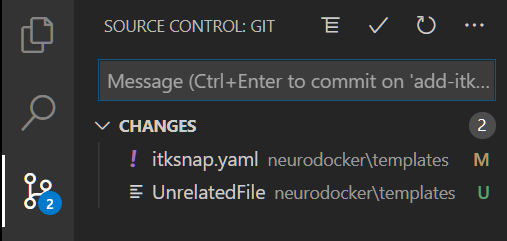 SOURCE CONTROL: GIT
Message (Ctrl+Enter to commit on 'add-itk...
CHANGES 2
! itksnap.yaml neurodocker\templates M
UnrelatedFile neurodocker\templates U
2